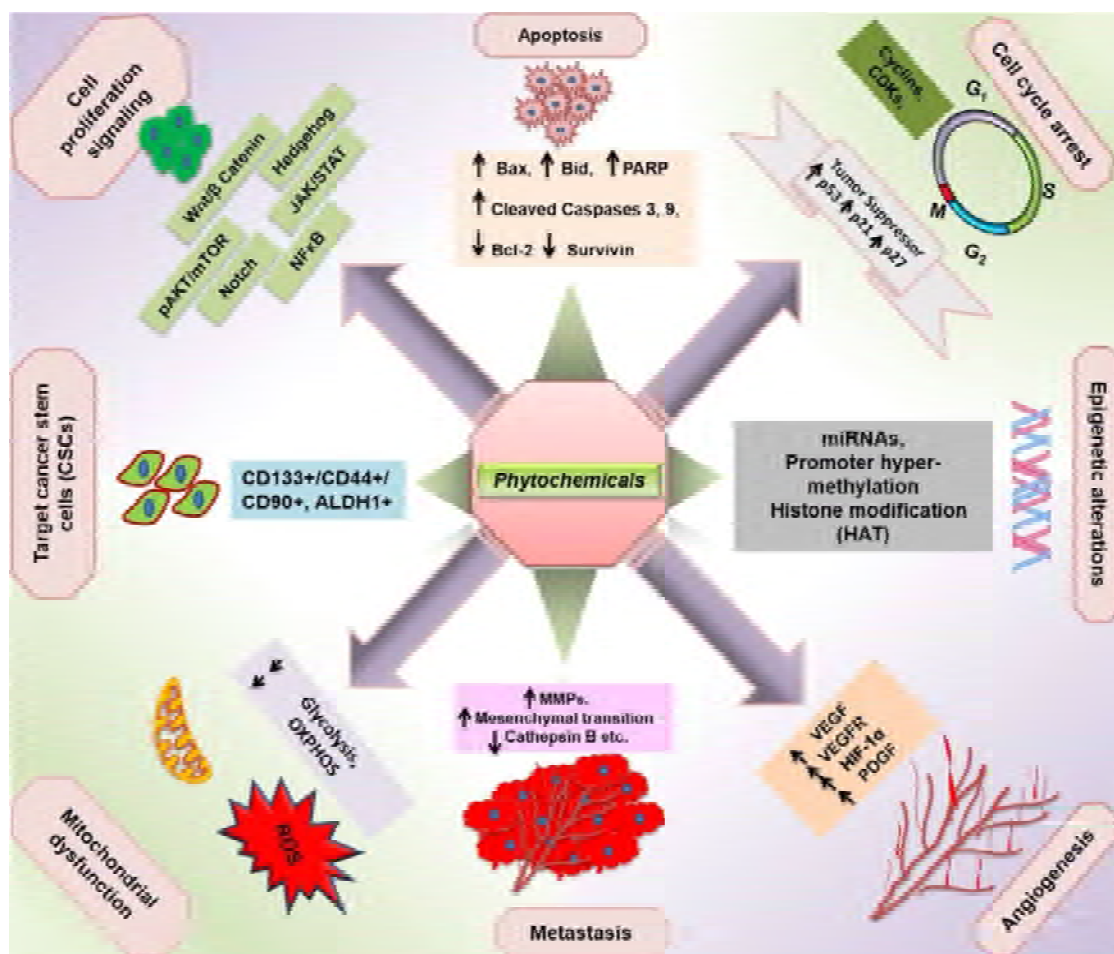 Apoptosis
Cell
proliferation
signaling
Wnt/β Catenin
Hedgehog
JAK/STAT
pAKT/mTOR
Notch
NFκB
↑ Bax, ↑ Bid, ↑ PARP
↑ Cleaved Caspases 3, 9,
↓ Bcl-2 ↓ Survivin
Cyclins,
CDKs,
Cell cycle arrest
G1
S
G2
M
Tumor Suppressor
↑ p53 ↑ p21 ↑ p27
Target cancer stem
cells (CSCs)
CD133+/CD44+/
CD90+, ALDH1+
Phytochemicals
miRNAs,
Promoter hyper-
methylation
Histone modification
(HAT)
Epigenetic alterations
Mitochondrial
dysfunction
Glycolysis,
OXPHOS
ROS
↑ MMPs.
↑ Mesenchymal transition
↓ Cathepsin B etc.
Metastasis
↑ VEGF
↑ VEGFR
↑ HIF-1α
↑ PDGF
Angiogenesis